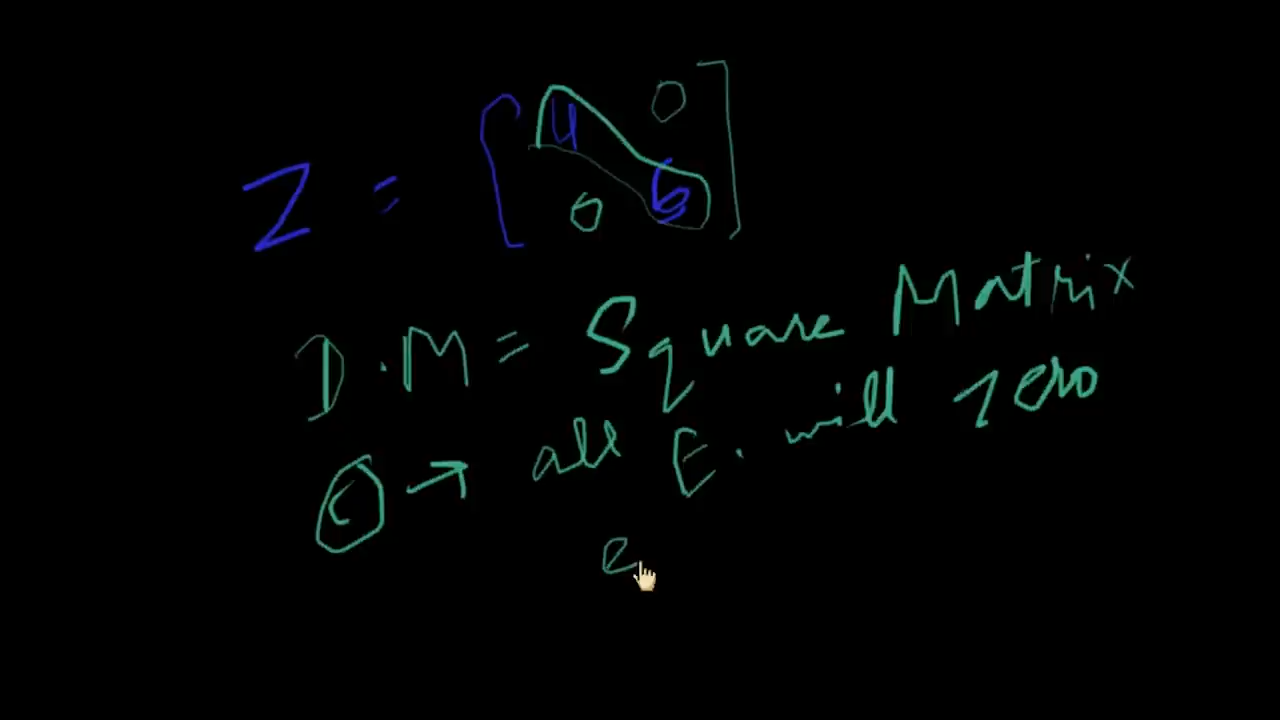 Z = [ 4 0
0 6 ]
D.M = Square Matrix
C → all E. will zero
e